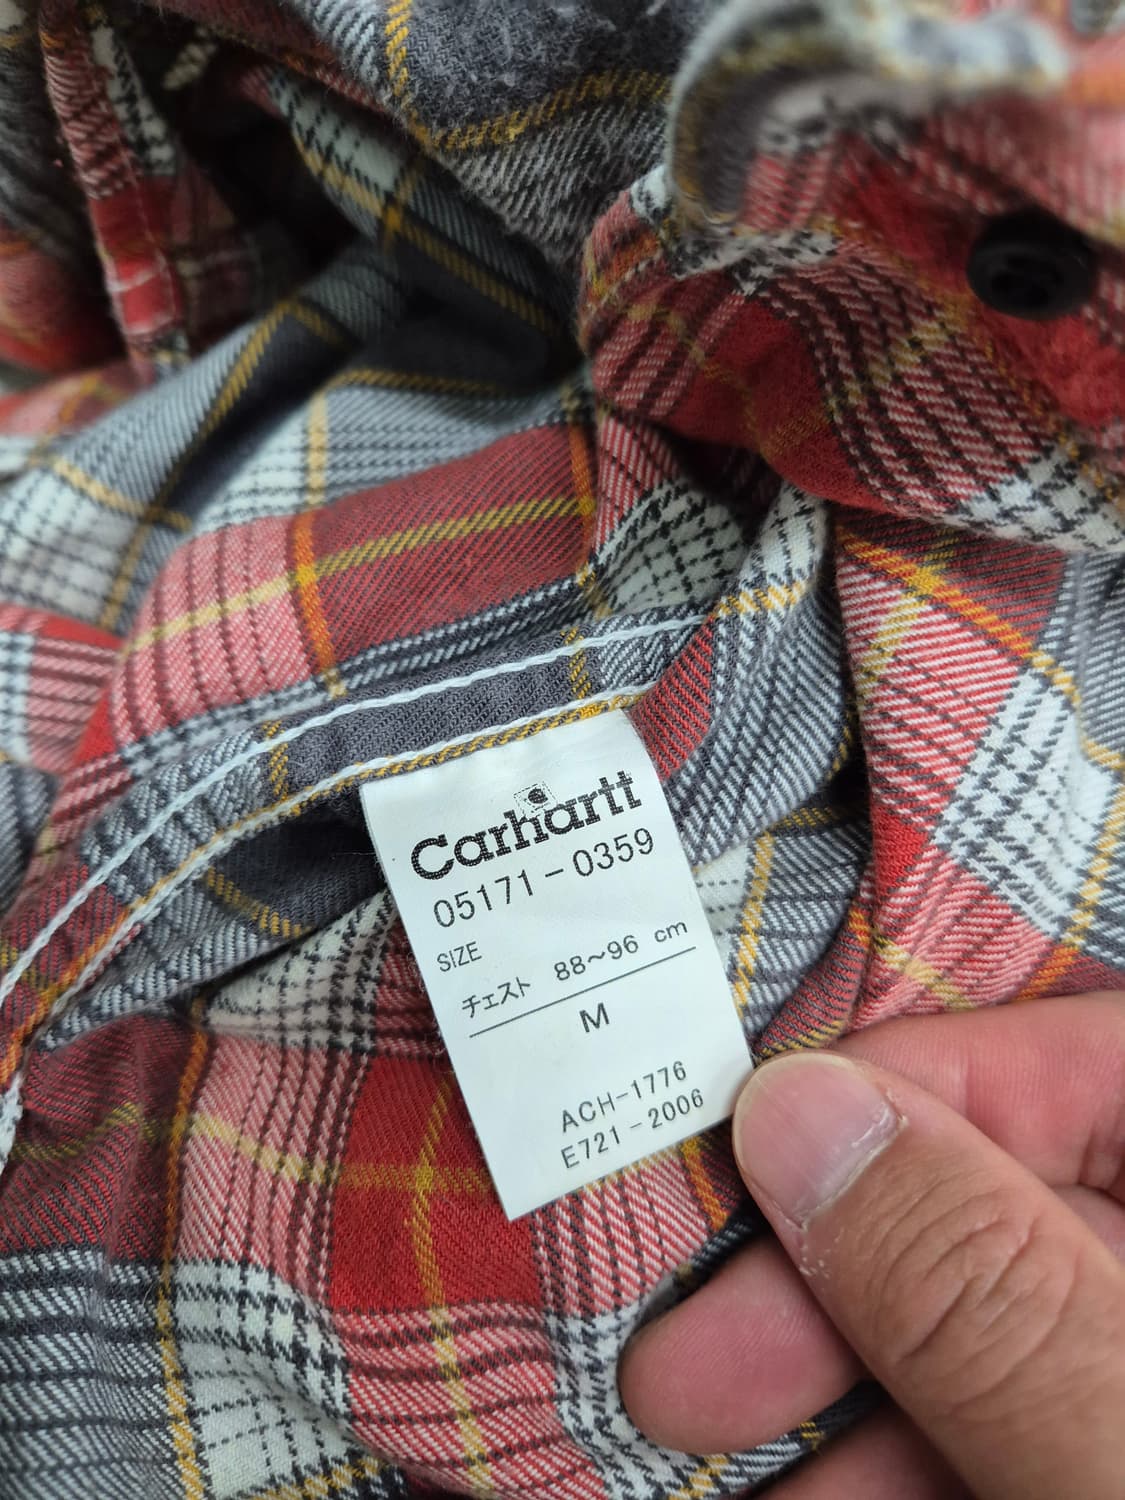 Carhartt
05171-0359
SIZE
チェスト 88~96 cm
M
ACH-1776
E721-2006